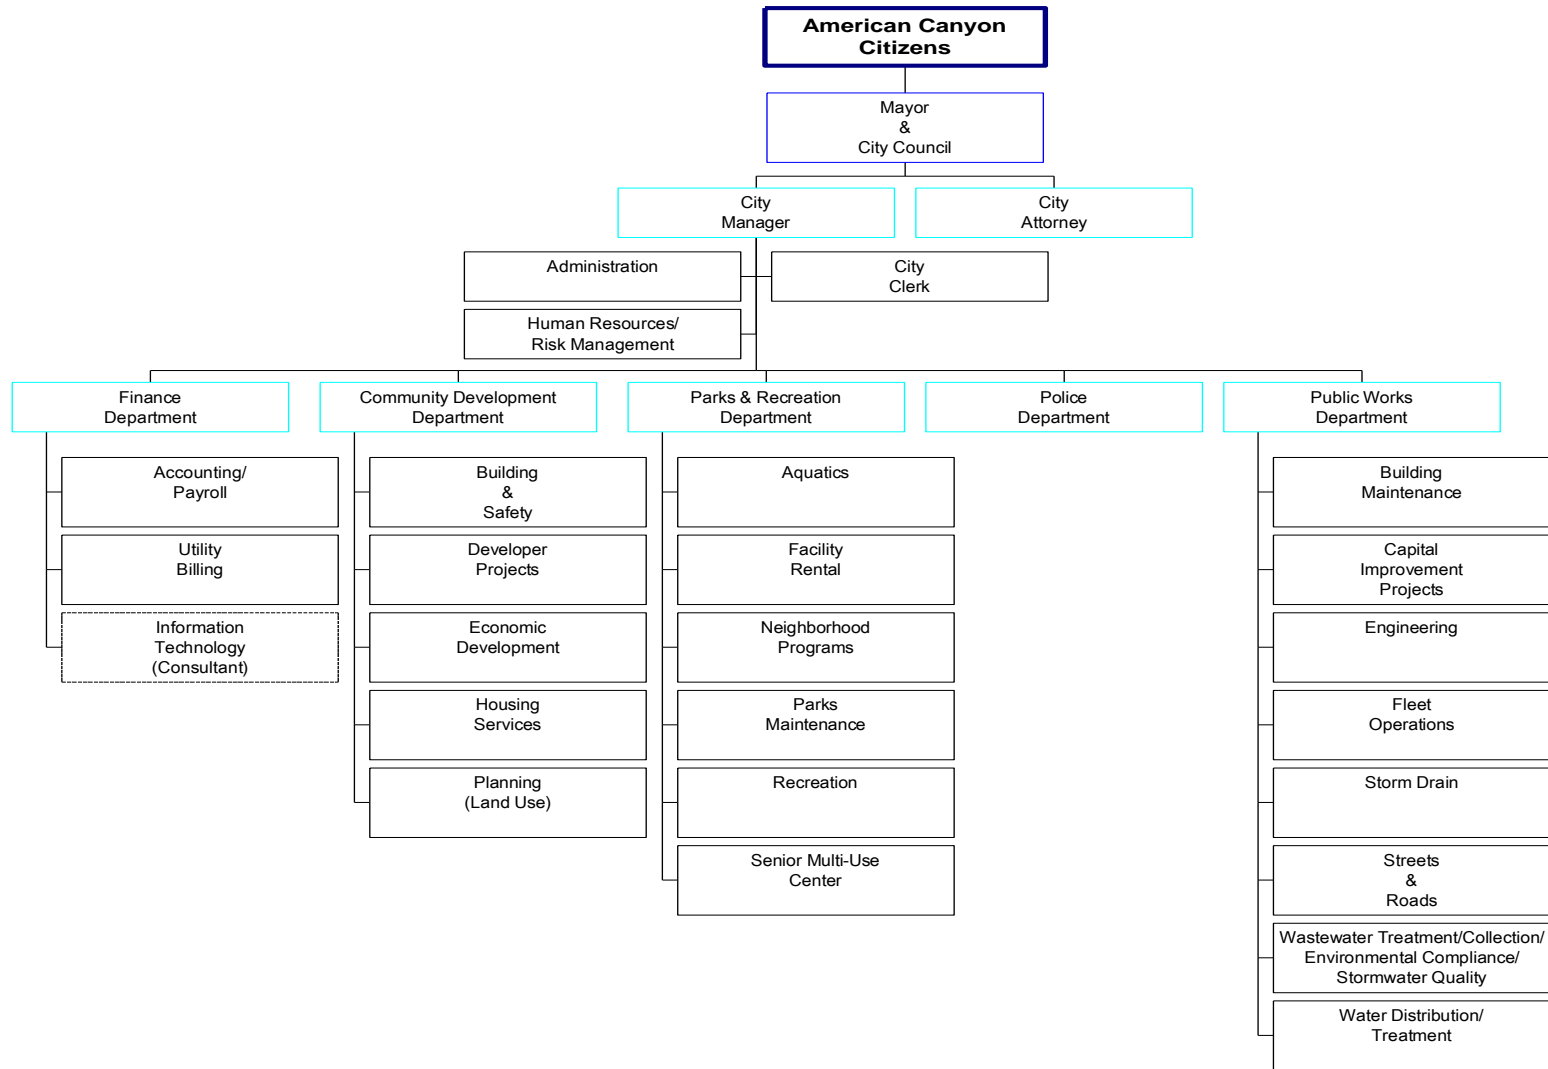 American Canyon
Citizens
Mayor
&
City Council
City
Manager
City
Attorney
Administration
City
Clerk
Human Resources/
Risk Management
Finance
Department
Community Development
Department
Parks & Recreation
Department
Police
Department
Public Works
Department
Accounting/
Payroll
Utility
Billing
Information
Technology
(Consultant)
Building
&
Safety
Developer
Projects
Economic
Development
Housing
Services
Planning
(Land Use)
Aquatics
Facility
Rental
Neighborhood
Programs
Parks
Maintenance
Recreation
Senior Multi-Use
Center
Building
Maintenance
Capital
Improvement
Projects
Engineering
Fleet
Operations
Storm Drain
Streets
&
Roads
Wastewater Treatment/Collection/
Environmental Compliance/
Stormwater Quality
Water Distribution/
Treatment